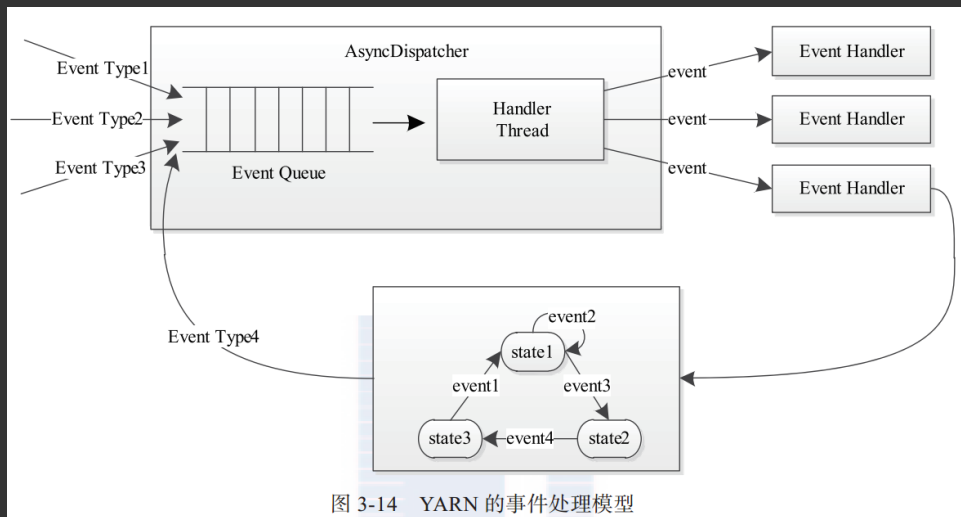 AsyncDispatcher
Event Type1
Event Type2
Event Type3
Event Queue
Handler
Thread
event
event
event
Event Handler
Event Handler
Event Handler
Event Type4
event2
state1
event1
event3
state3
event4
state2
图 3-14 YARN 的事件处理模型